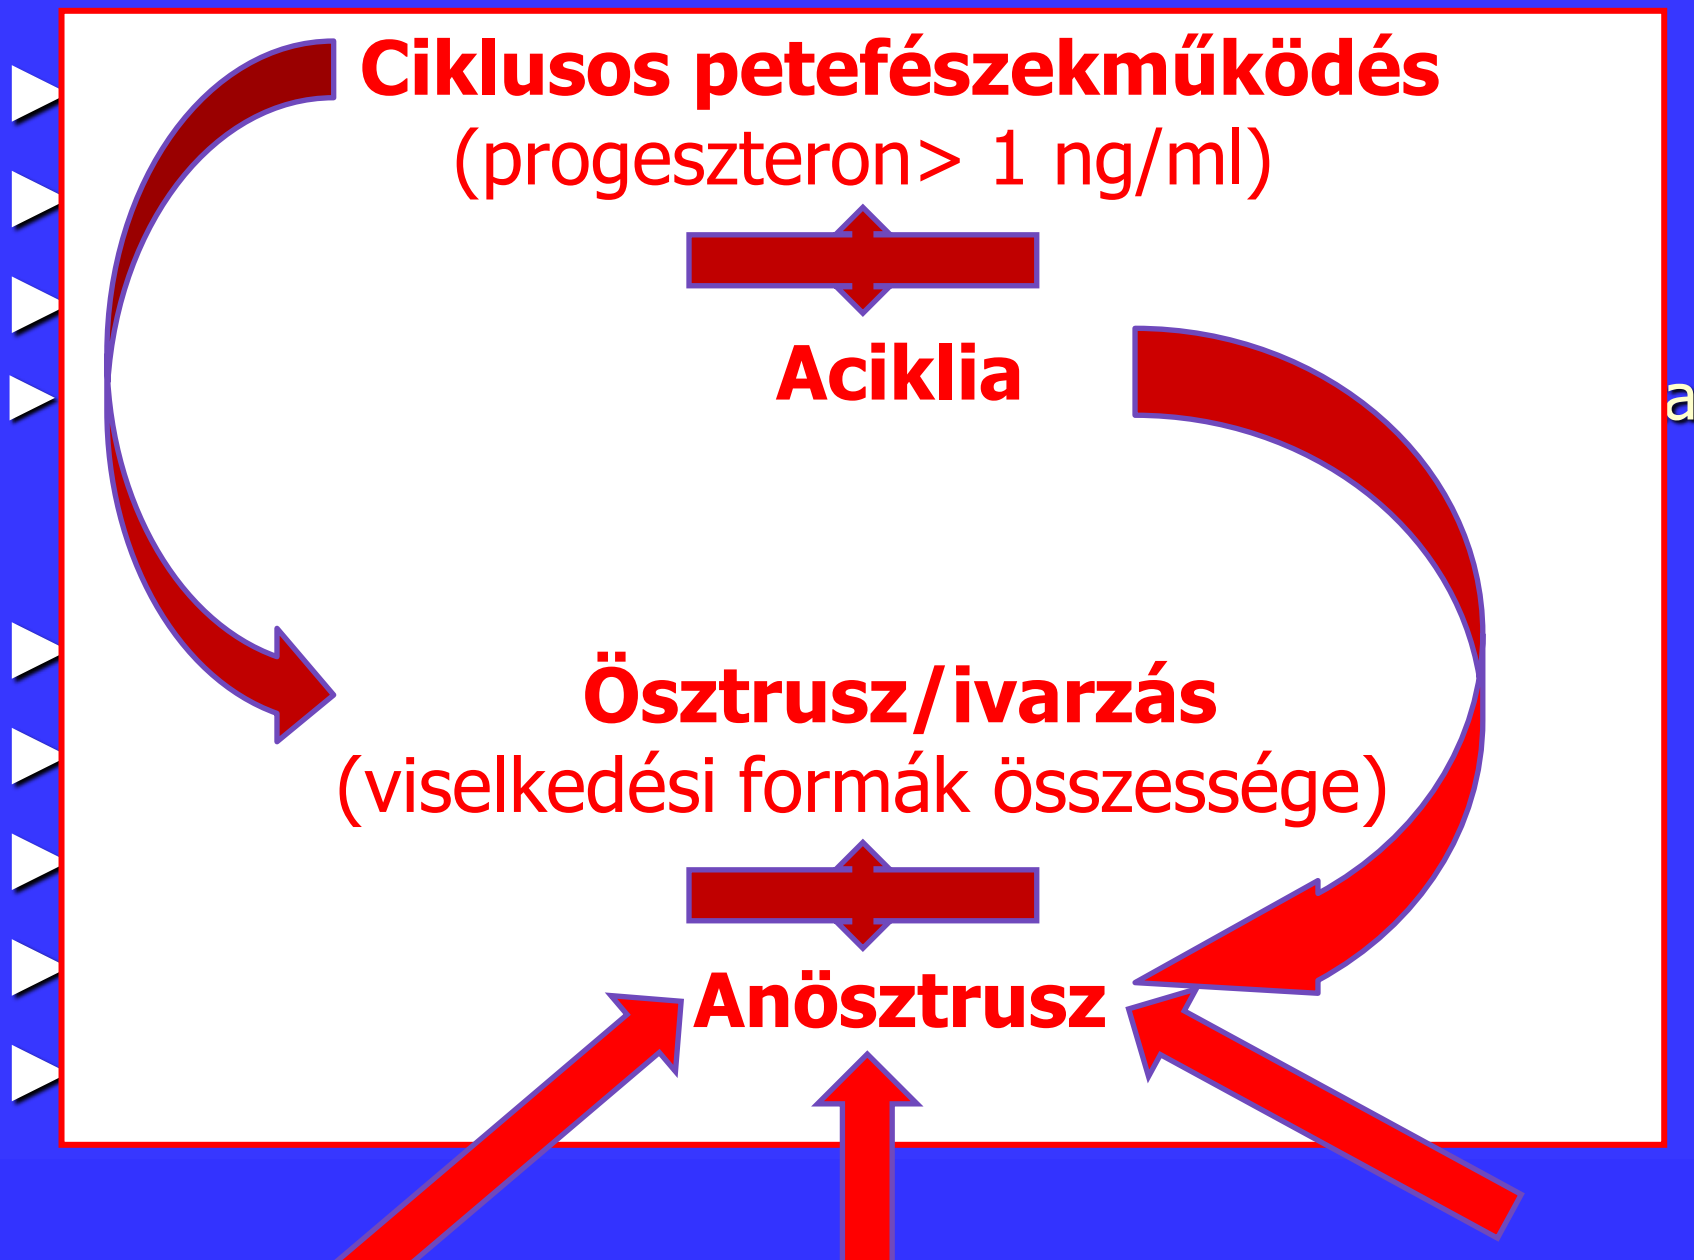 Ciklusos petefészekműködés
(progeszteron> 1 ng/ml)
Aciklia
Ösztrusz/ivarzás
(viselkedési formák összessége)
Anösztrusz